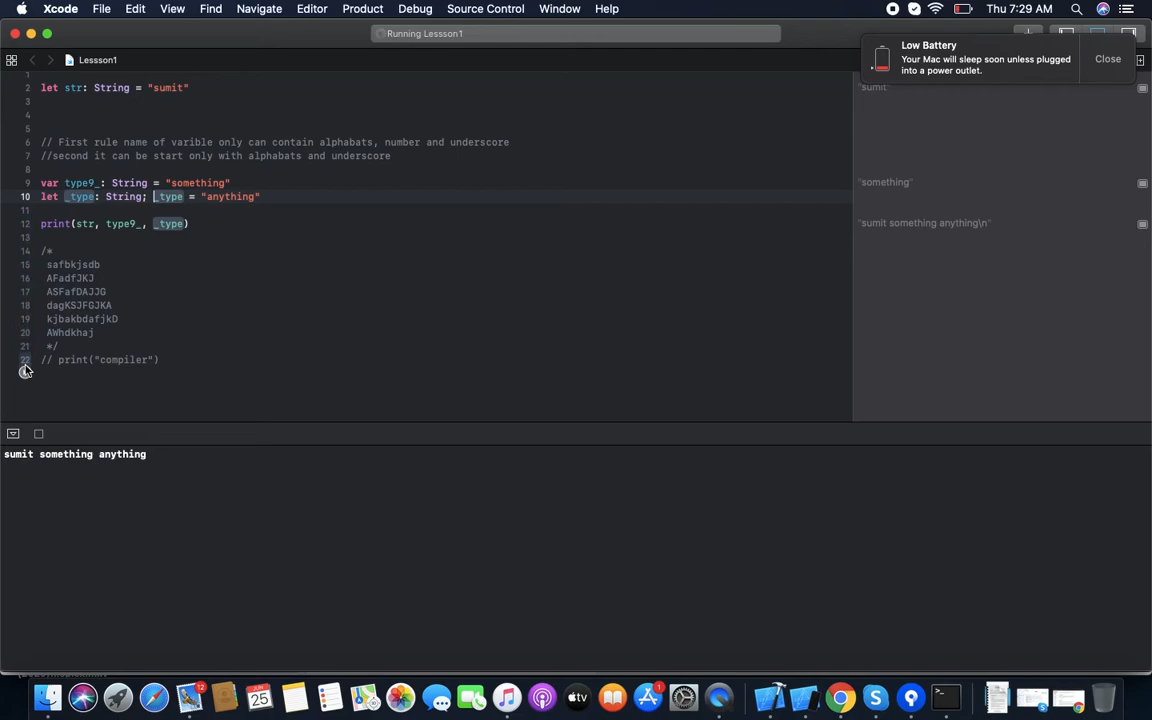 Xcode File Edit View Find Navigate Editor Product Debug Source Control Window Help Thu 7:29 AM
Running Lessson1
Lessson1
Low Battery
Your Mac will sleep soon unless plugged
into a power outlet.
Close
1
2 let str: String = "sumit"
"sumit"
3
4
5
6 // First rule name of varible only can contain alphabats, number and underscore
7 //second it can be start only with alphabats and underscore
8
9 var type9_: String = "something"
"something"
10 let _type: String; _type = "anything"
11
12 print(str, type9_, _type)
"sumit something anything\n"
13
14 /*
15 safbkjsdb
16 AFadfJKJ
17 ASFafDAJJG
18 dagKSJFGJKA
19 kjbakbdafjkD
20 AWhdkhaj
21 */
22 // print("compiler")
sumit something anything
12
JUN
25
1